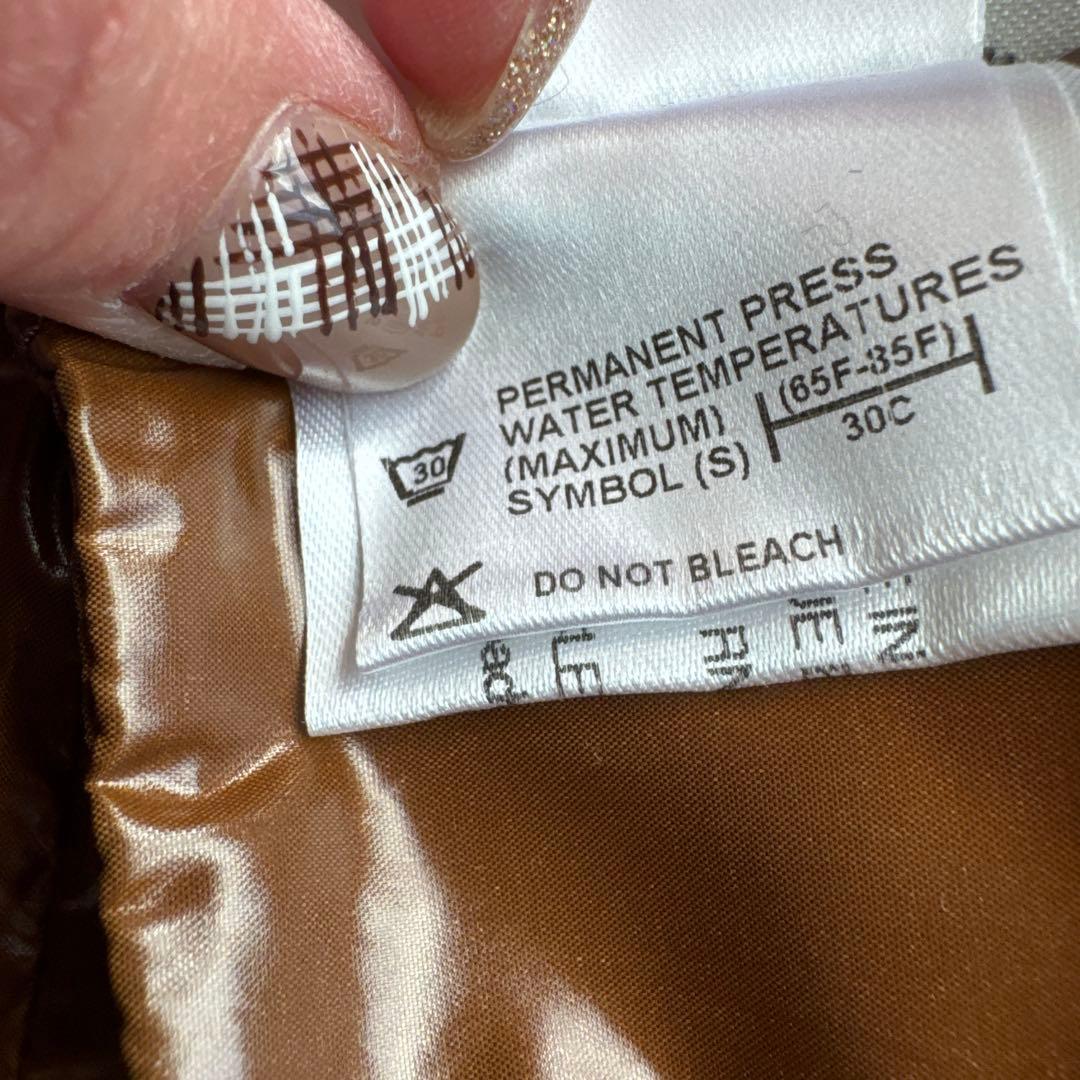 PERMANENT PRESS
WATER TEMPERATURES
(MAXIMUM) (65F-85F)
SYMBOL (S) 30C
30
DO NOT BLEACH